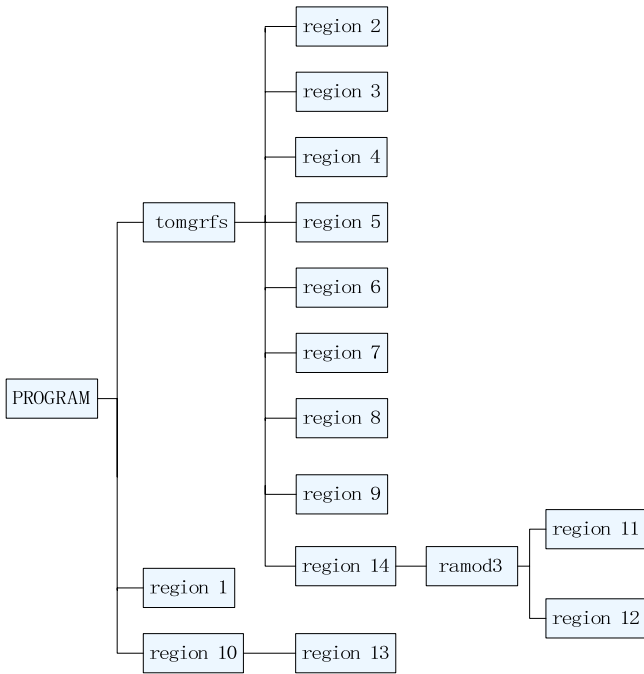 region 2
region 3
region 4
tomgrfs
region 5
region 6
region 7
PROGRAM
region 8
region 9
region 11
region 14
ramod3
region 1
region 12
region 10
region 13